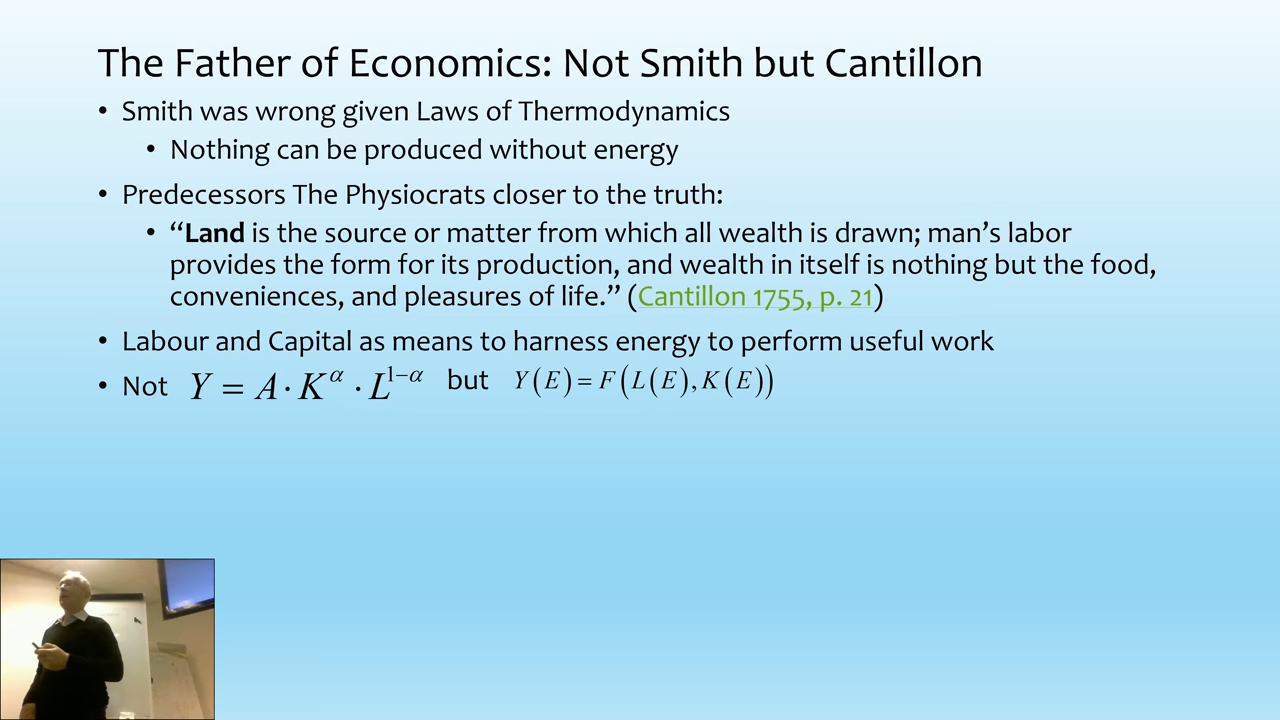 The Father of Economics: Not Smith but Cantillon
• Smith was wrong given Laws of Thermodynamics
• Nothing can be produced without energy
• Predecessors The Physiocrats closer to the truth:
• “Land is the source or matter from which all wealth is drawn; man’s labor
provides the form for its production, and wealth in itself is nothing but the food,
conveniences, and pleasures of life.” (Cantillon 1755, p. 21)
• Labour and Capital as means to harness energy to perform useful work
• Not Y = A · K^α · L^{1−α} but Y(E) = F(L(E), K(E))